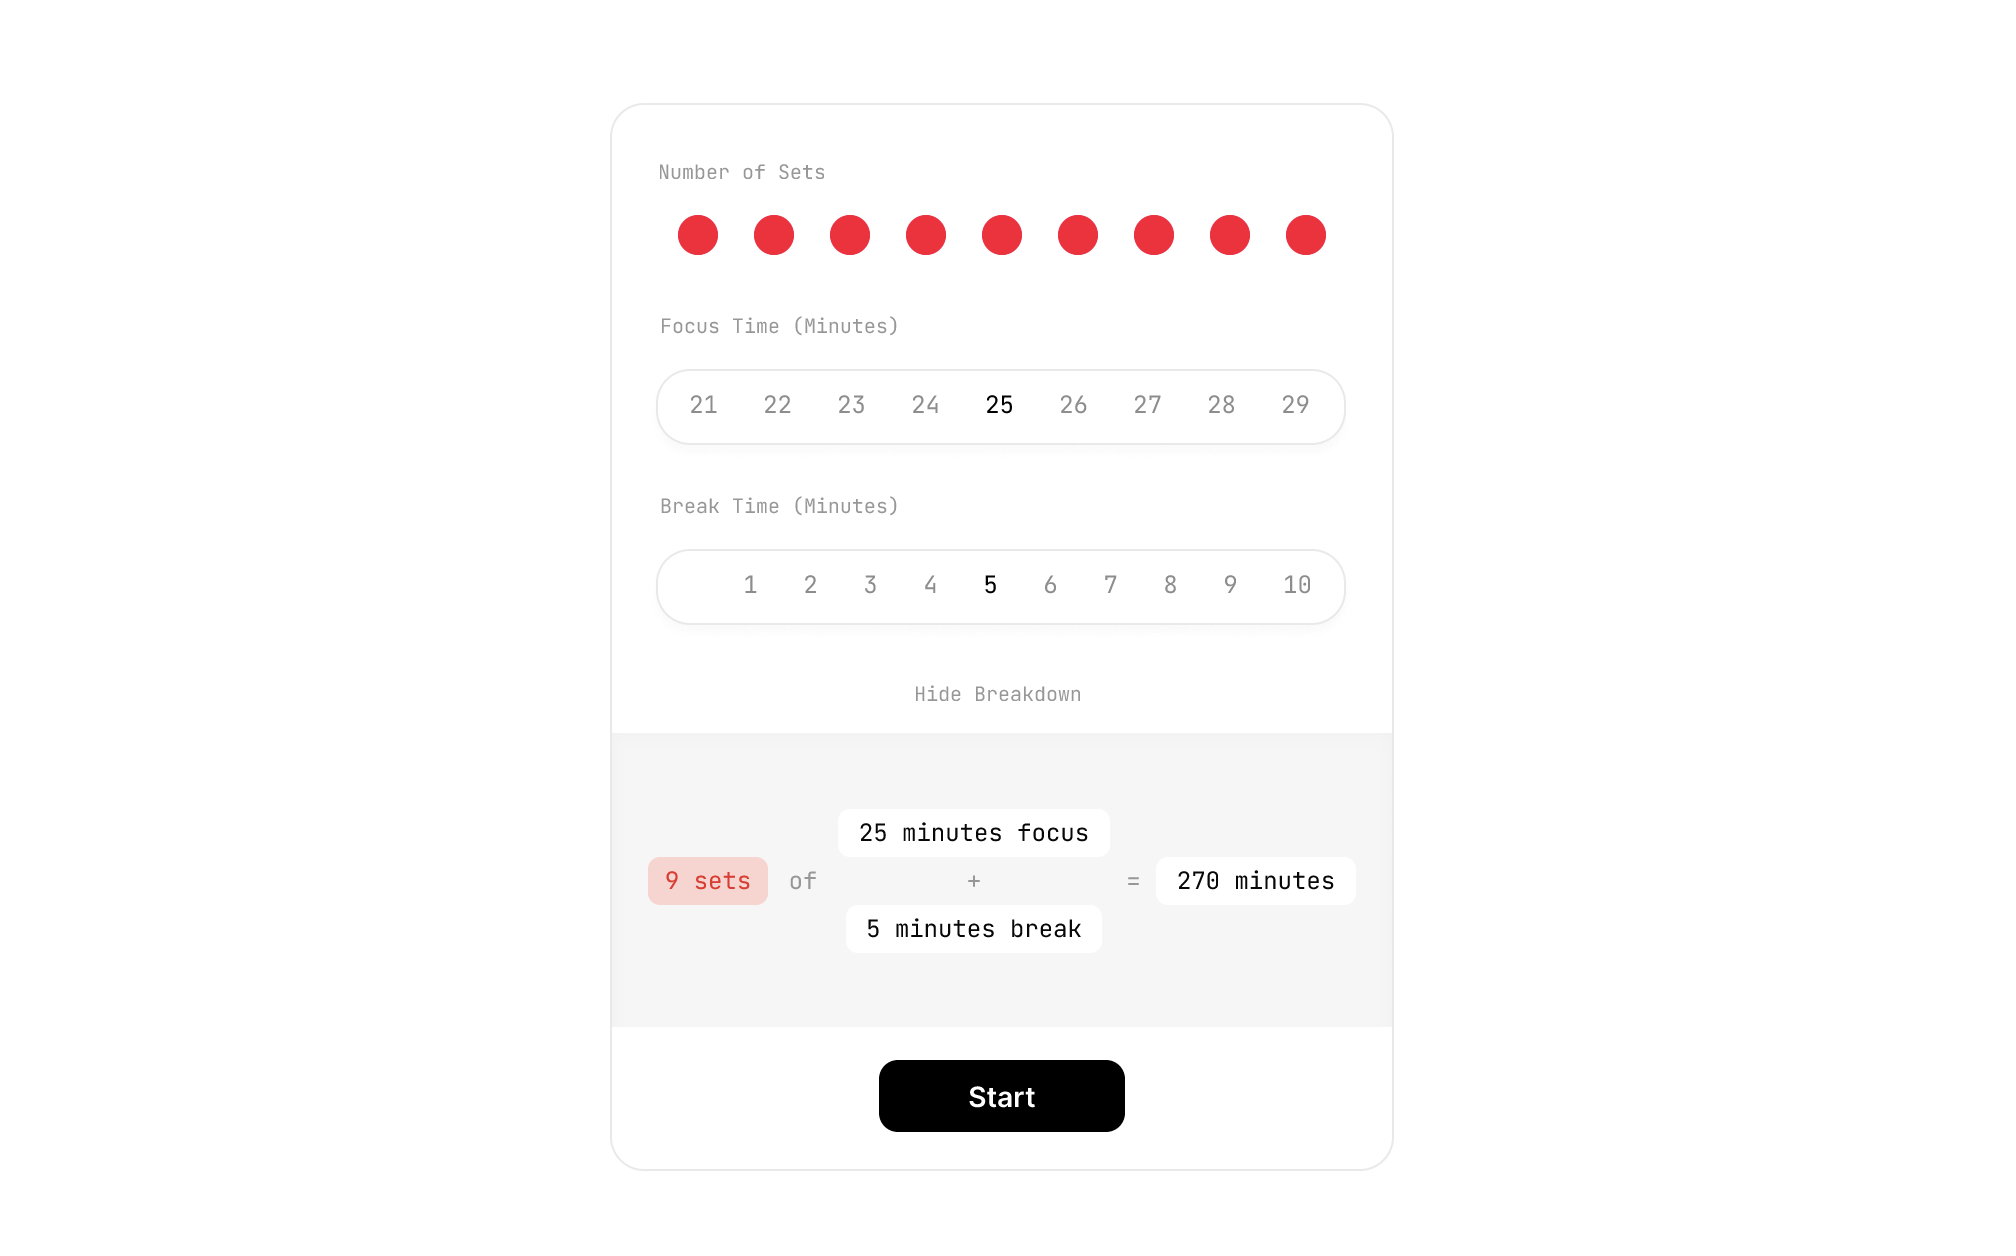 Number of Sets
Focus Time (Minutes)
21 22 23 24 25 26 27 28 29
Break Time (Minutes)
1 2 3 4 5 6 7 8 9 10
Hide Breakdown
25 minutes focus
9 sets of + = 270 minutes
5 minutes break
Start